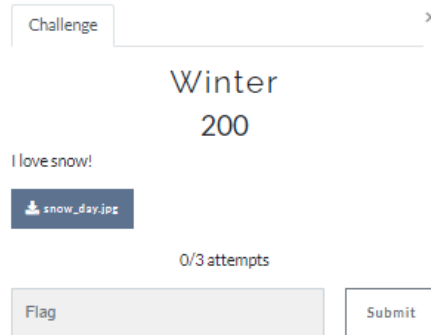 Challenge
Winter
200
I love snow!
snow_day.jpg
0/3 attempts
Flag
Submit